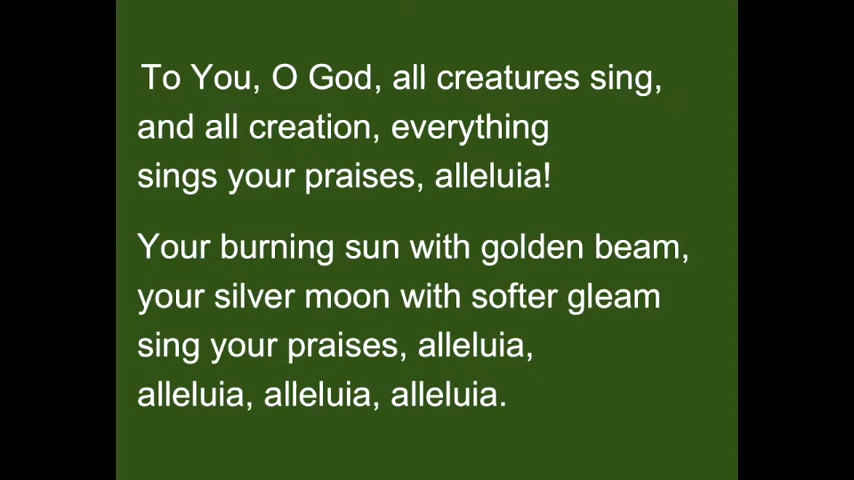 To You, O God, all creatures sing,
and all creation, everything
sings your praises, alleluia!
Your burning sun with golden beam,
your silver moon with softer gleam
sing your praises, alleluia,
alleluia, alleluia, alleluia.